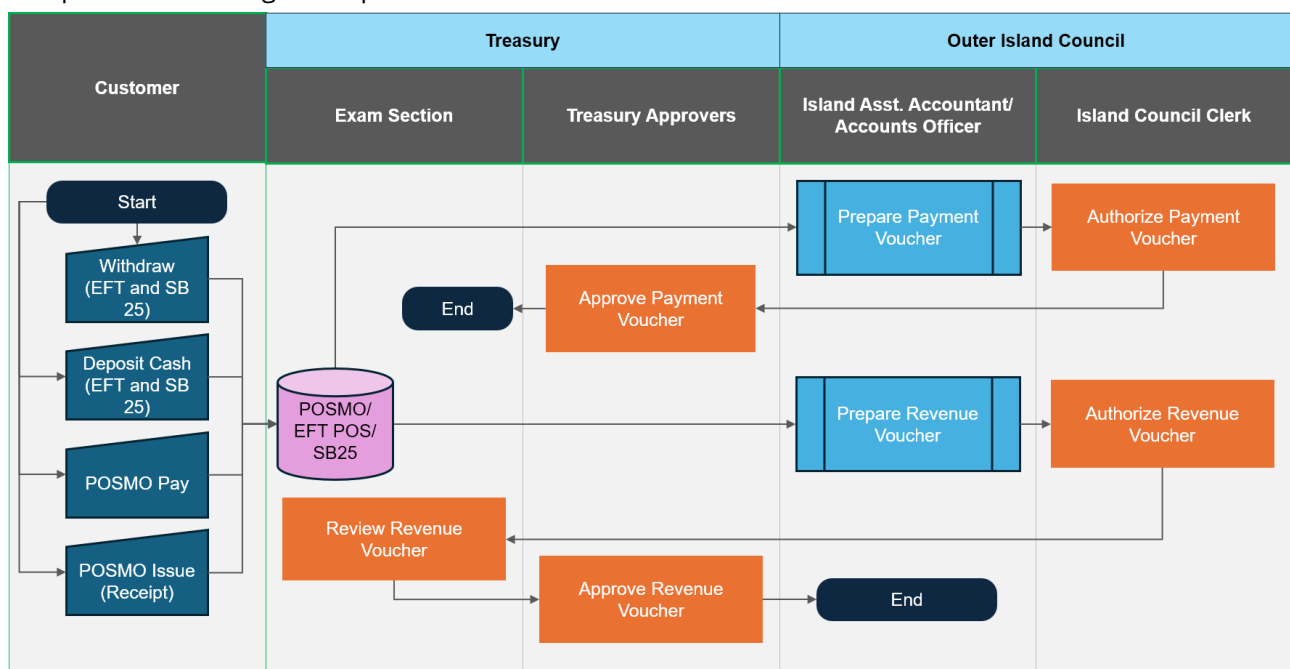 Treasury
Outer Island Council
Customer
Exam Section
Treasury Approvers
Island Asst. Accountant/
Accounts Officer
Island Council Clerk
Start
Withdraw
(EFT and SB
25)
Deposit Cash
(EFT and SB
25)
POSMO Pay
POSMO Issue
(Receipt)
POSMO/
EFT POS/
SB25
Prepare Payment
Voucher
Authorize Payment
Voucher
Approve Payment
Voucher
End
Prepare Revenue
Voucher
Authorize Revenue
Voucher
Review Revenue
Voucher
Approve Revenue
Voucher
End